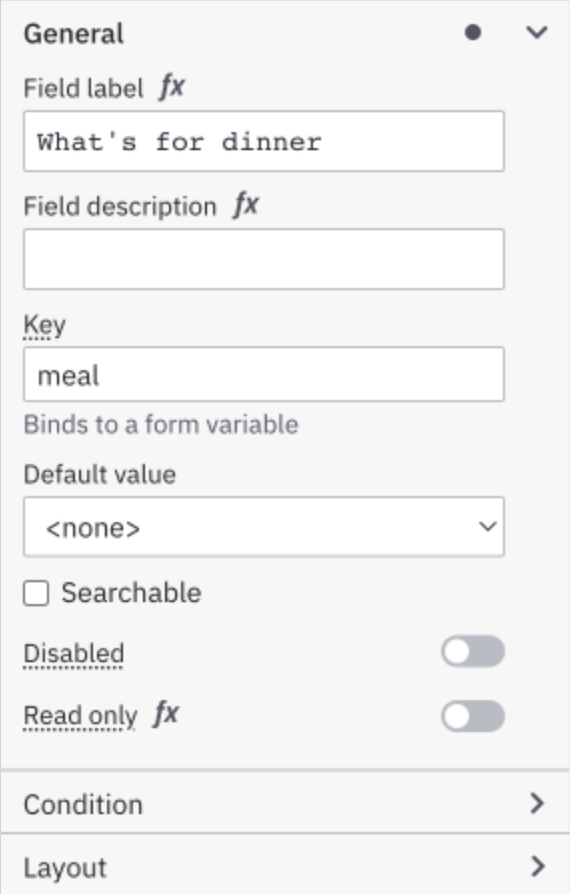 General
Field label fx
What's for dinner
Field description fx
Key
meal
Binds to a form variable
Default value
<none>
Searchable
Disabled
Read only fx
Condition
Layout